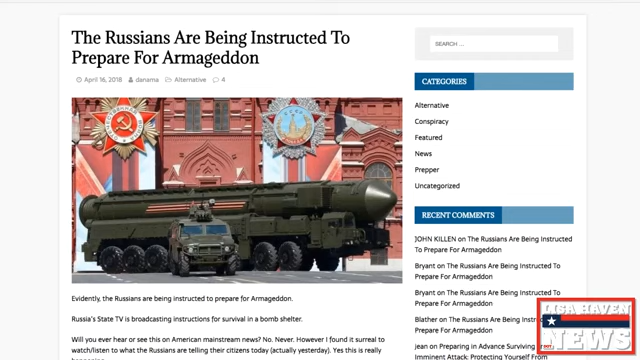 The Russians Are Being Instructed To
Prepare For Armageddon
April 16, 2018 danama Alternative 4
Evidently, the Russians are being instructed to prepare for Armageddon.
Russia's State TV is broadcasting instructions for survival in a bomb shelter.
Will you ever hear or see this on American mainstream news? No. Never. However I found it surreal to
watch/listen to what the Russians are telling their citizens today (actually yesterday). Yes this is really
SEARCH ...
CATEGORIES
Alternative
Conspiracy
Featured
News
Prepper
Uncategorized
RECENT COMMENTS
JOHN KILLEN on The Russians Are Being Instructed
To Prepare For Armageddon
Bryant on The Russians Are Being Instructed To
Prepare For Armageddon
Bryant on The Russians Are Being Instructed To
Prepare For Armageddon
Blather on The Russians Are Being Instructed
To Prepare For Armageddon
jean on Preparing in Advance Surviving
Imminent Attack: Protecting Yourself From
LISA HAVEN
NEWS